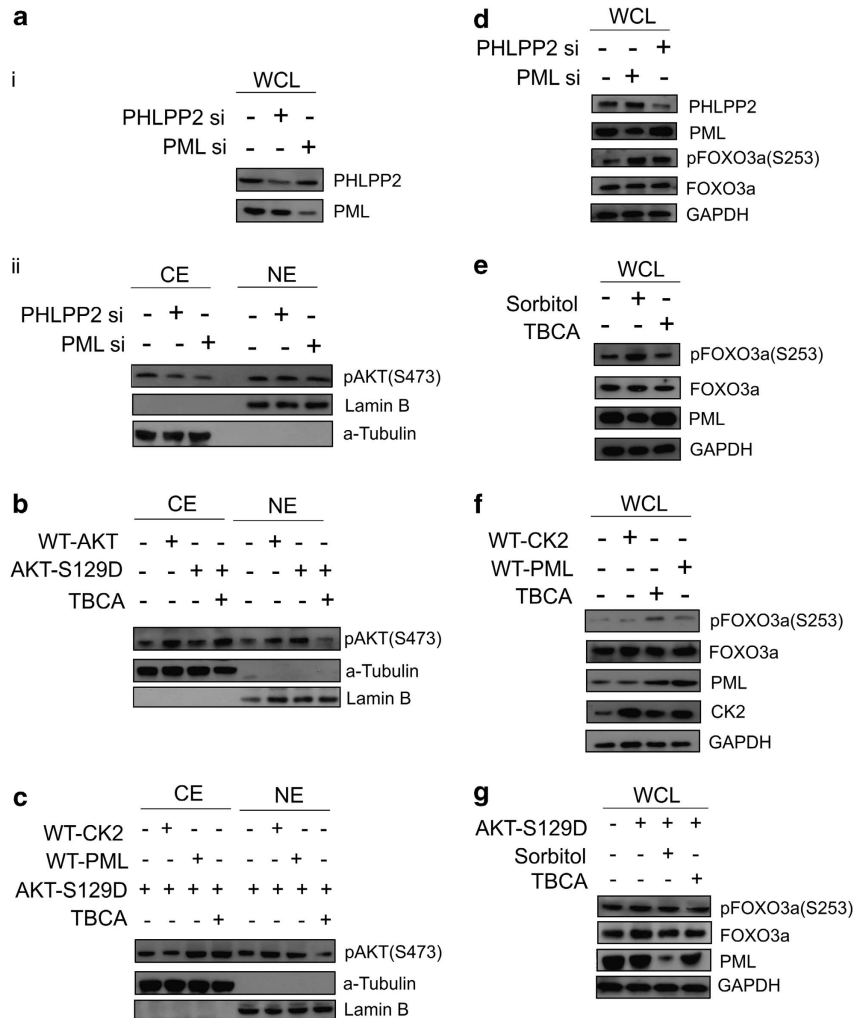 a
i
WCL
PHLPP2 si - + -
PML si - - +
PHLPP2
PML
ii
CE NE
PHLPP2 si - + - - + -
PML si - - + - - +
pAKT(S473)
Lamin B
a-Tubulin
b
CE NE
WT-AKT - + - - - + - -
AKT-S129D - - + + - - + +
TBCA - - - + - - - +
pAKT(S473)
a-Tubulin
Lamin B
c
CE NE
WT-CK2 - + - - - + - -
WT-PML - - + - - - + -
AKT-S129D + + + + + + + +
TBCA - - - + - - - +
pAKT(S473)
a-Tubulin
Lamin B
d
WCL
PHLPP2 si - - +
PML si - + -
PHLPP2
PML
pFOXO3a(S253)
FOXO3a
GAPDH
e
WCL
Sorbitol - + -
TBCA - - +
pFOXO3a(S253)
FOXO3a
PML
GAPDH
f
WCL
WT-CK2 - + - -
WT-PML - - - +
TBCA - - + -
pFOXO3a(S253)
FOXO3a
PML
CK2
GAPDH
g
WCL
AKT-S129D - + + +
Sorbitol - - + -
TBCA - - - +
pFOXO3a(S253)
FOXO3a
PML
GAPDH